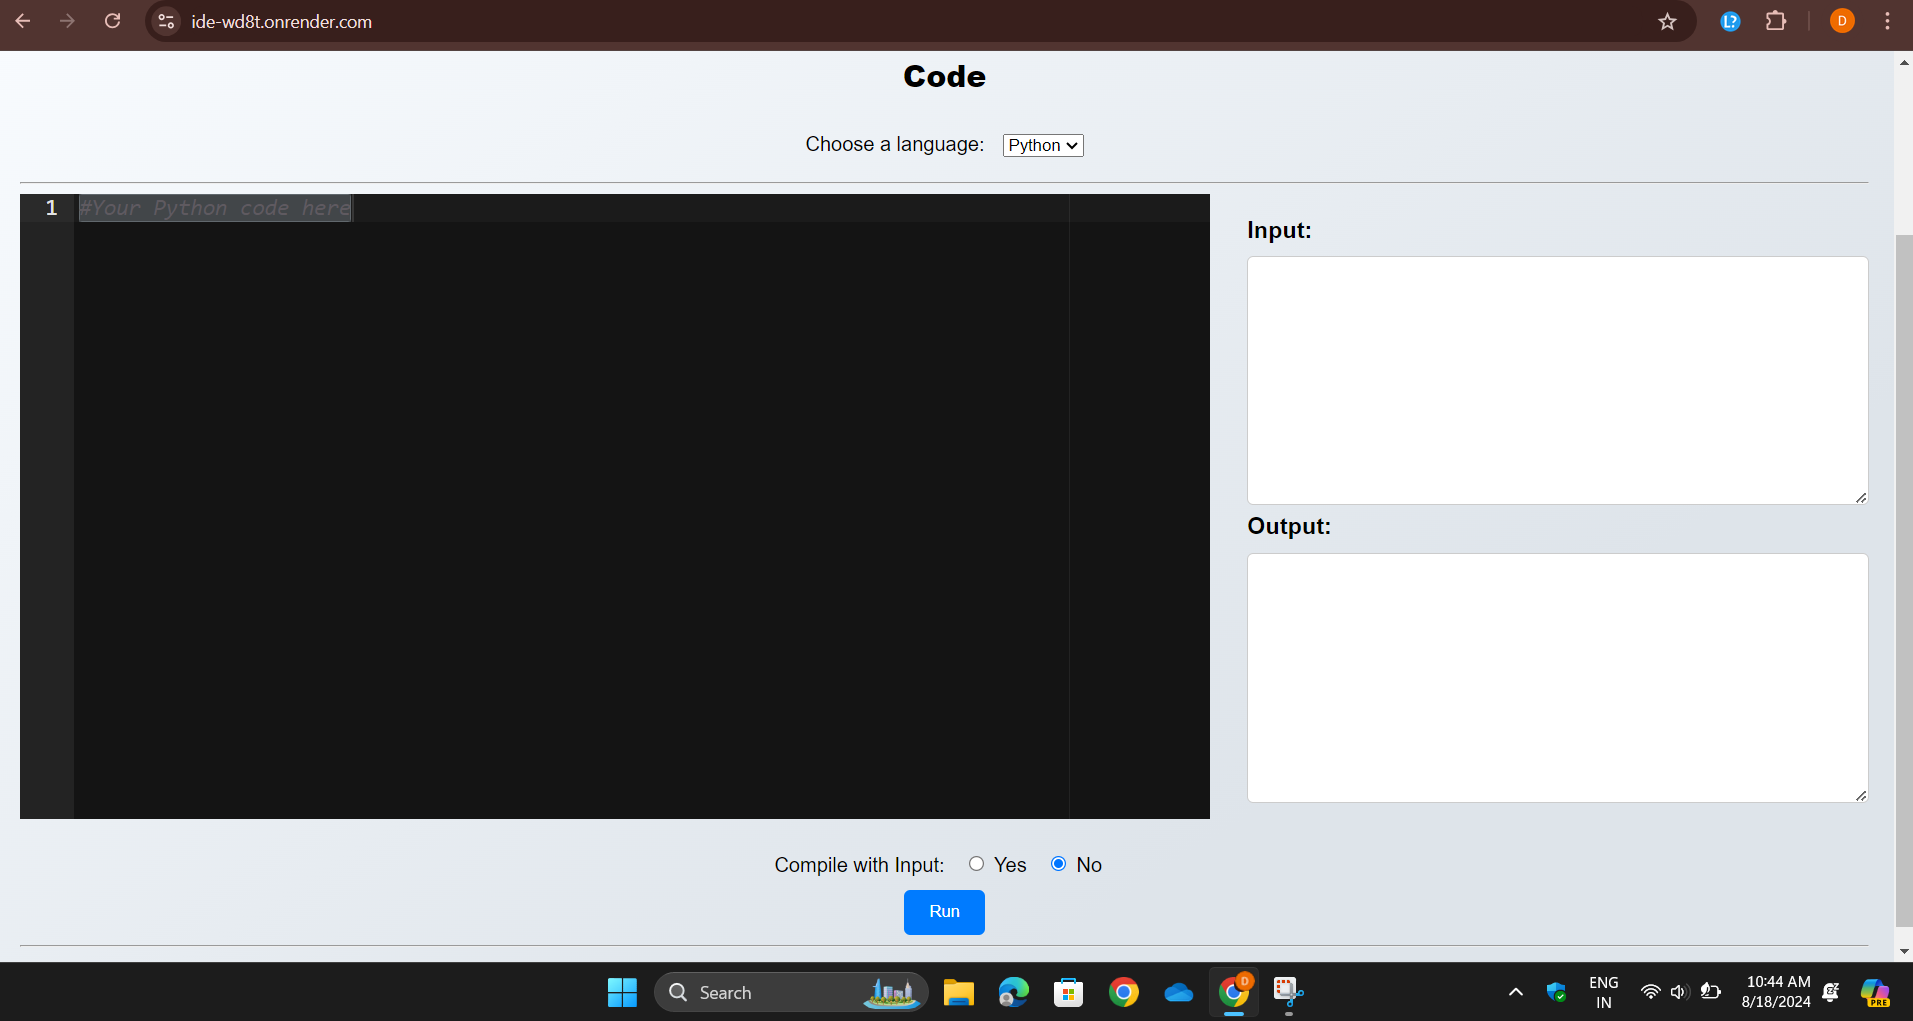 ide-wd8t.onrender.com
L?
D
Code
Choose a language: Python
1 #Your Python code here
Input:
Output:
Compile with Input: Yes No
Run
Search
D
ENG
IN
10:44 AM
8/18/2024
PRE